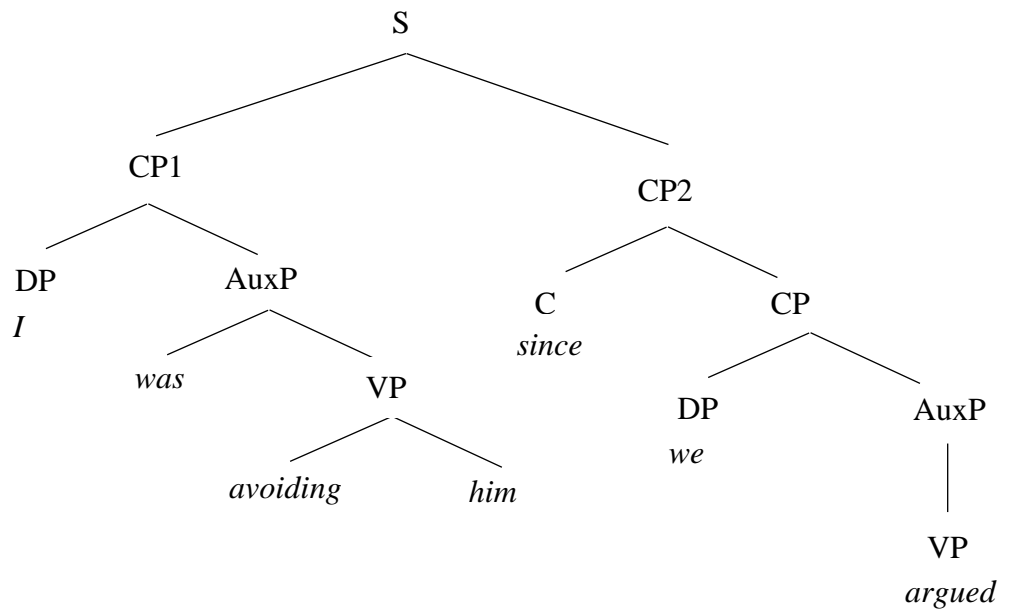 S
CP1
CP2
DP
AuxP
C
CP
I
since
was
VP
DP
AuxP
we
avoiding
him
VP
argued